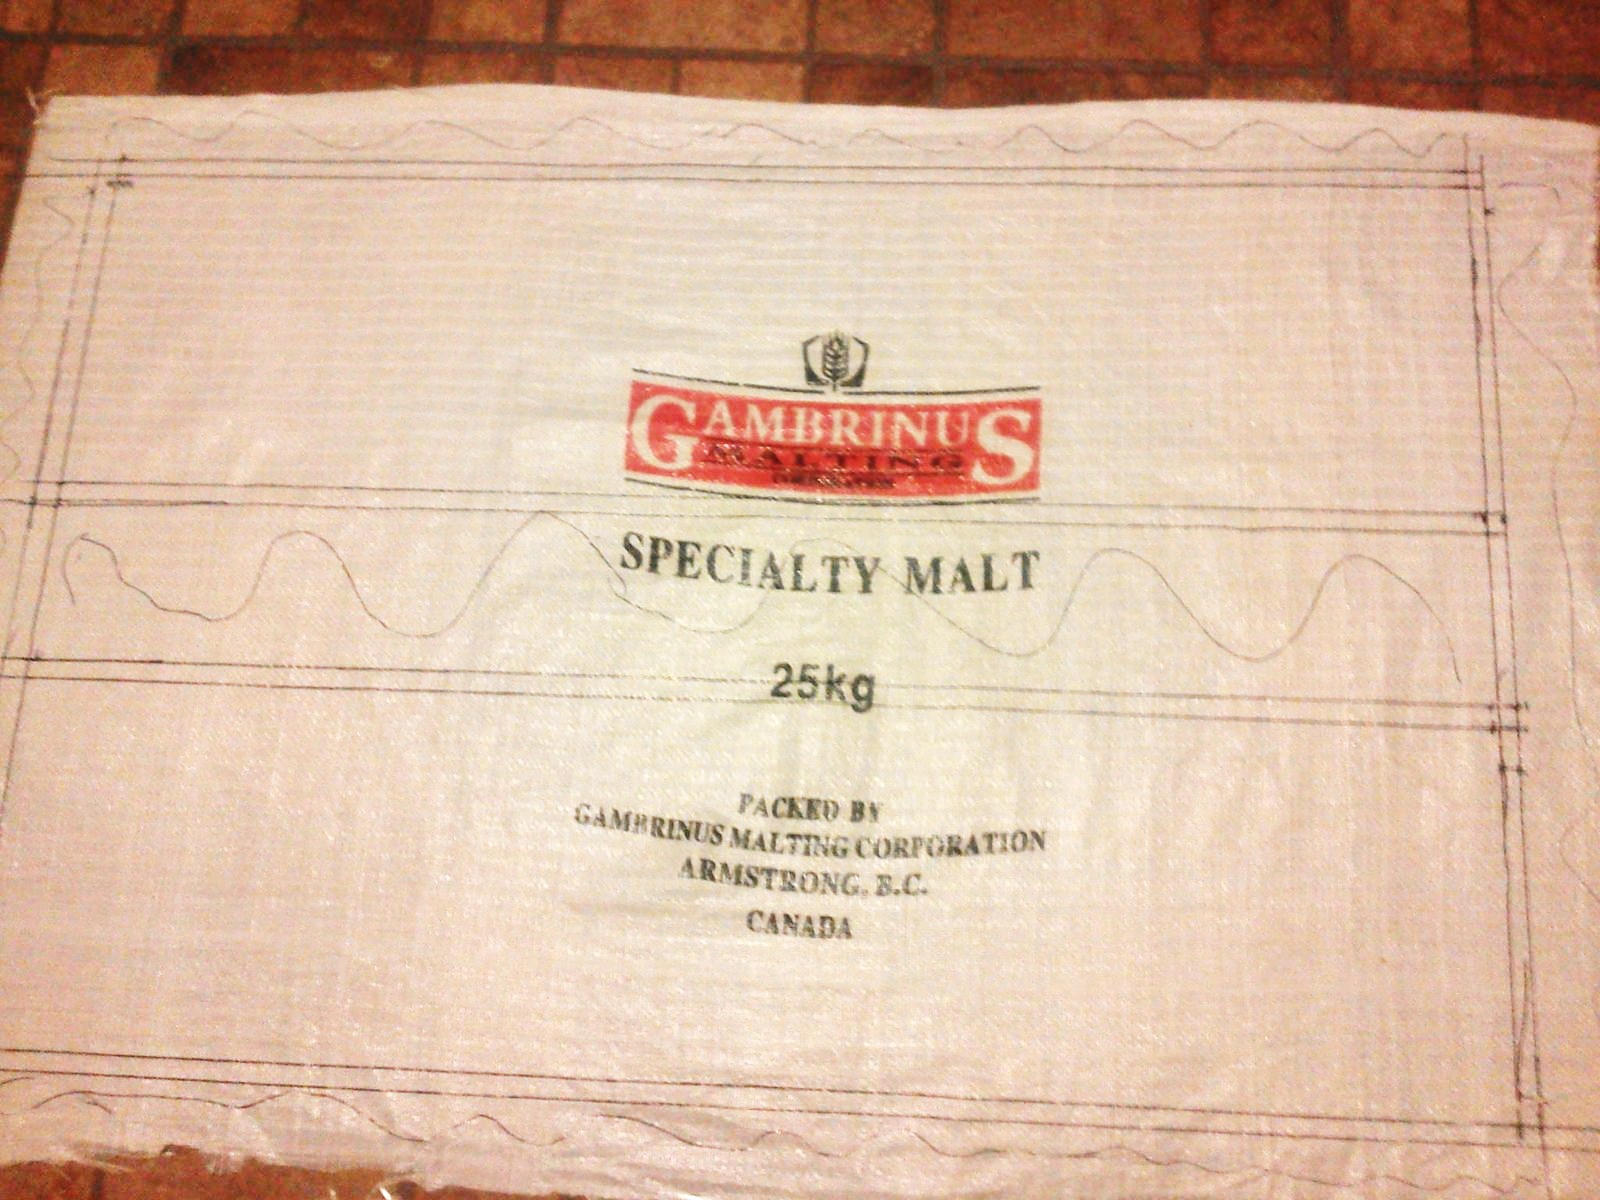 GAMBRINUS
MALTING
SPECIALTY MALT
25kg
PACKED BY
GAMBRINUS MALTING CORPORATION
ARMSTRONG, B.C.
CANADA